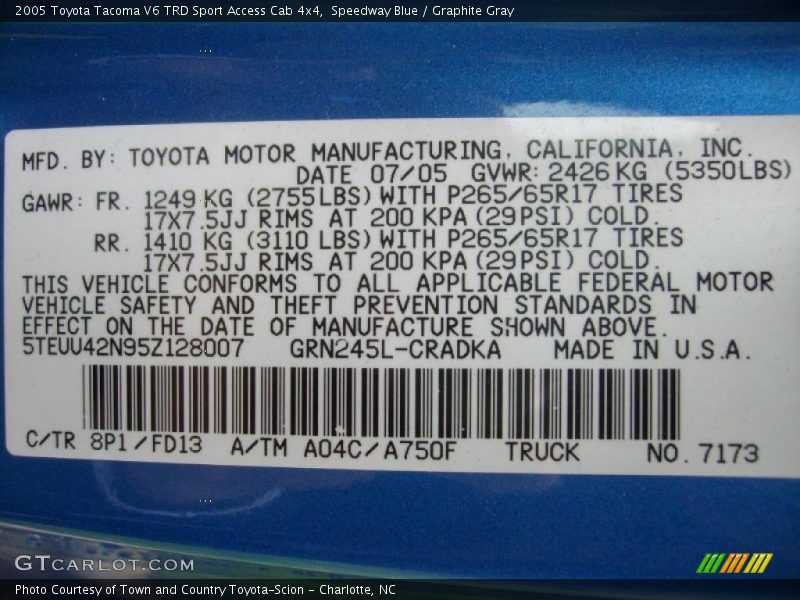 2005 Toyota Tacoma V6 TRD Sport Access Cab 4x4,  Speedway Blue / Graphite Gray
MFD. BY: TOYOTA MOTOR MANUFACTURING, CALIFORNIA, INC.
DATE 07/05 GVWR: 2426 KG (5350LBS)
GAWR: FR. 1249 KG (2755LBS) WITH P265/65R17 TIRES
17X7.5JJ RIMS AT 200 KPA (29PSI) COLD.
RR. 1410 KG (3110 LBS) WITH P265/65R17 TIRES
17X7.5JJ RIMS AT 200 KPA (29PSI) COLD.
THIS VEHICLE CONFORMS TO ALL APPLICABLE FEDERAL MOTOR
VEHICLE SAFETY AND THEFT PREVENTION STANDARDS IN
EFFECT ON THE DATE OF MANUFACTURE SHOWN ABOVE.
5TEUU42N95Z128007 GRN245L-CRADKA MADE IN U.S.A.
C/TR 8P1/FD13 A/TM A04C/A750F TRUCK NO. 7173
GTCARLOT.COM
Photo Courtesy of Town and Country Toyota-Scion - Charlotte, NC